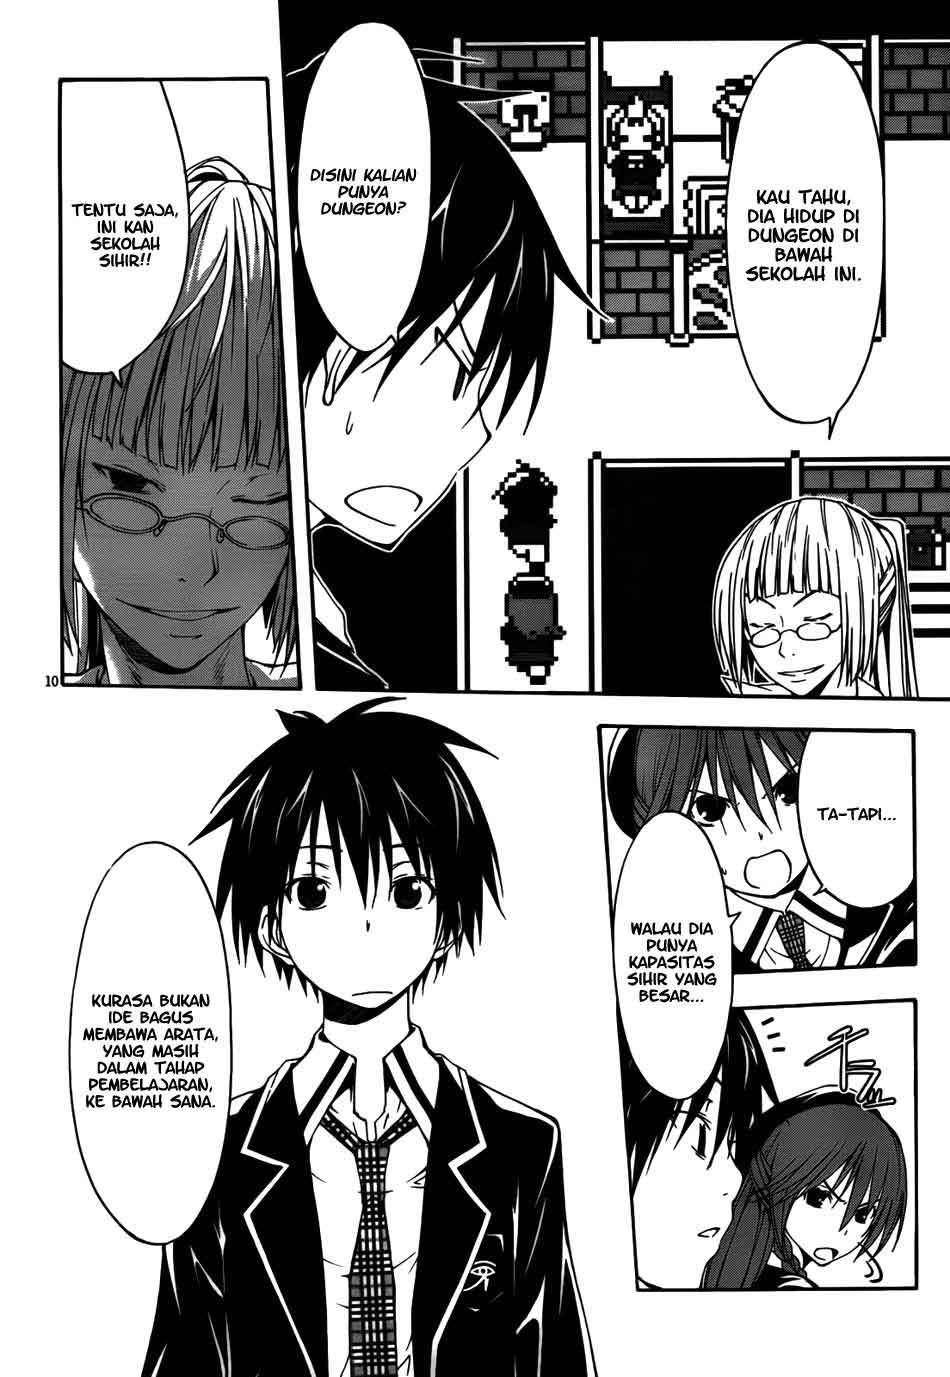 KAU TAHU,
DIA HIDUP DI
DUNGEON DI
BAWAH
SEKOLAH INI.
DISINI KALIAN
PUNYA
DUNGEON?
TENTU SAJA,
INI KAN
SEKOLAH
SIHIR!!
10
TA-TAPI...
WALAU DIA
PUNYA
KAPASITAS
SIHIR YANG
BESAR...
KURASA BUKAN
IDE BAGUS
MEMBAWA ARATA,
YANG MASIH
DALAM TAHAP
PEMBELAJARAN,
KE BAWAH SANA.